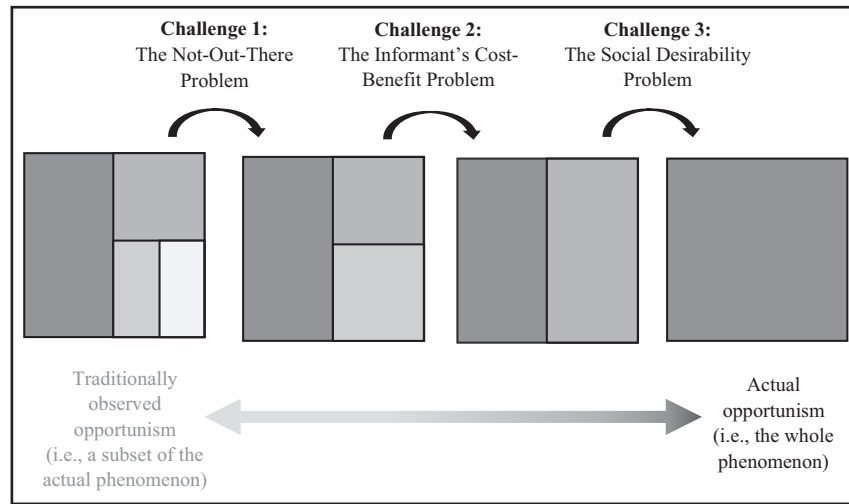 Challenge 1:
The Not-Out-There
Problem
Challenge 2:
The Informant's Cost-
Benefit Problem
Challenge 3:
The Social Desirability
Problem
Traditionally
observed
opportunism
(i.e., a subset of the
actual phenomenon)
Actual
opportunism
(i.e., the whole
phenomenon)